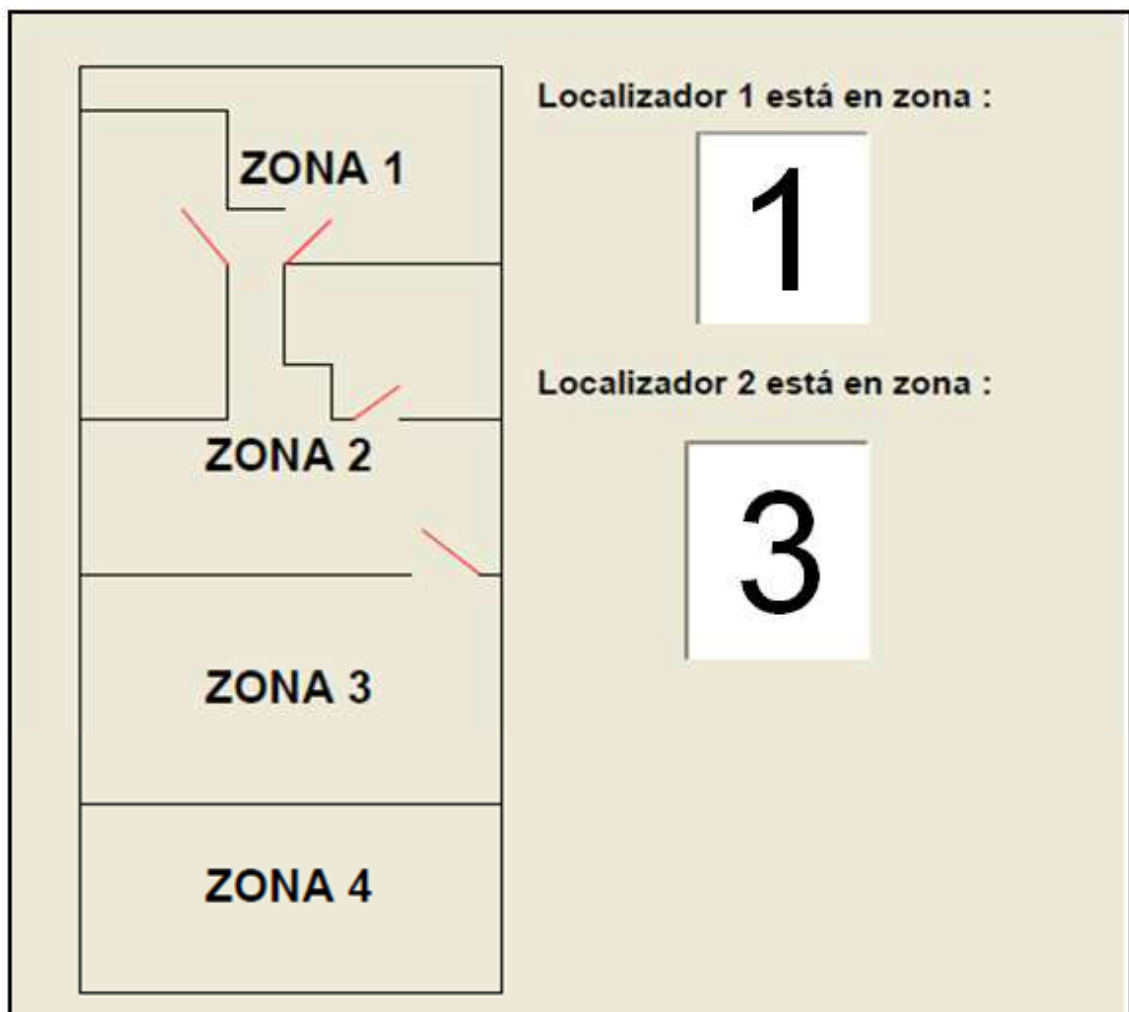 ZONA 1
ZONA 2
ZONA 3
ZONA 4
Localizador 1 está en zona :
1
Localizador 2 está en zona :
3